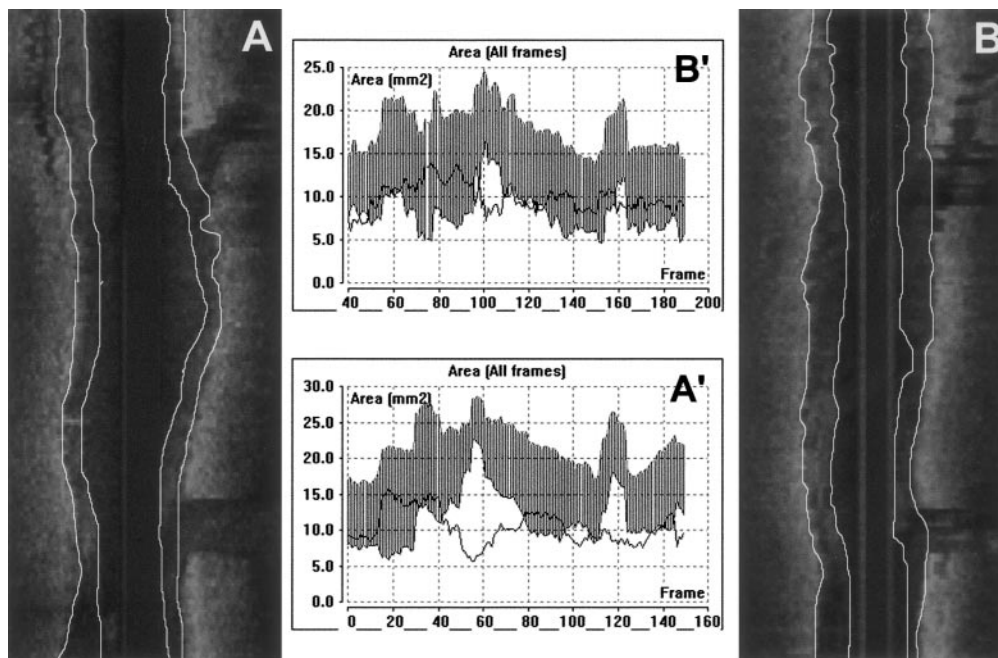 A
Area (All frames)
B'
25.0
Area (mm2)
20.0
15.0
10.0
5.0
0.0
Frame
40 60 80 100 120 140 160 180 200
Area (All frames)
A'
30.0
Area (mm2)
25.0
20.0
15.0
10.0
5.0
0.0
Frame
0 20 40 60 80 100 120 140 160
B